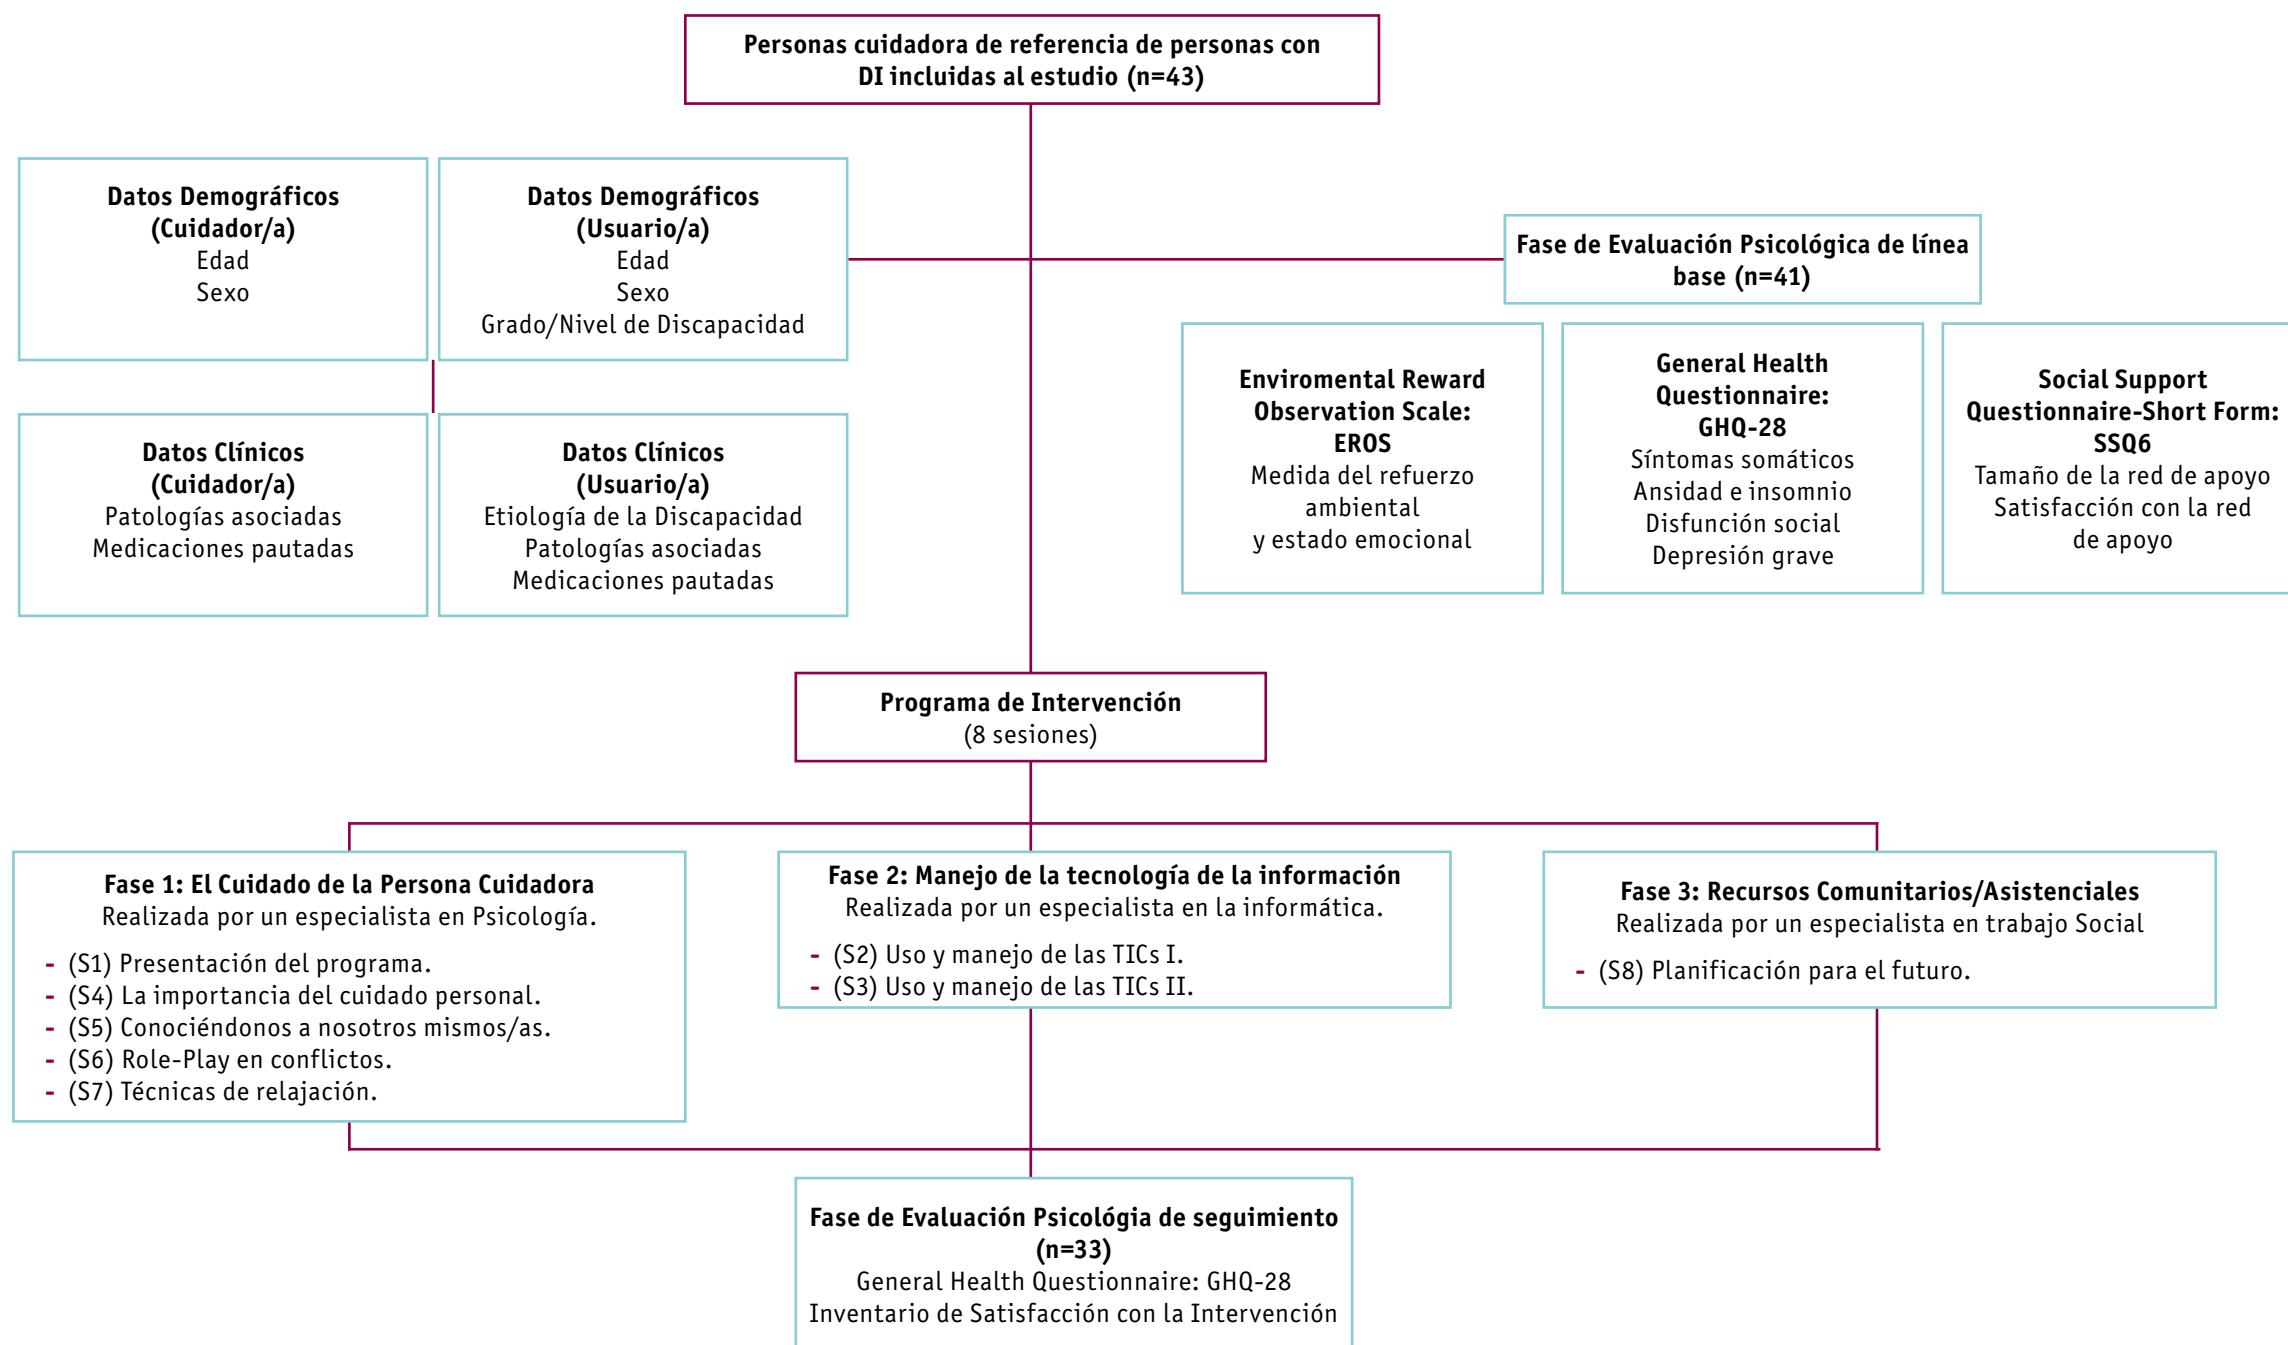 Personas cuidadora de referencia de personas con
DI incluidas al estudio (n=43)
Datos Demográficos
(Cuidador/a)
Edad
Sexo
Datos Demográficos
(Usuario/a)
Edad
Sexo
Grado/Nivel de Discapacidad
Fase de Evaluación Psicológica de línea
base (n=41)
Datos Clínicos
(Cuidador/a)
Patologías asociadas
Medicaciones pautadas
Datos Clínicos
(Usuario/a)
Etiología de la Discapacidad
Patologías asociadas
Medicaciones pautadas
Enviromental Reward
Observation Scale:
EROS
Medida del refuerzo
ambiental
y estado emocional
General Health
Questionnaire:
GHQ-28
Síntomas somáticos
Ansidad e insomnio
Disfunción social
Depresión grave
Social Support
Questionnaire-Short Form:
SSQ6
Tamaño de la red de apoyo
Satisfacción con la red
de apoyo
Programa de Intervención
(8 sesiones)
Fase 1: El Cuidado de la Persona Cuidadora
Realizada por un especialista en Psicología.
- (S1) Presentación del programa.
- (S4) La importancia del cuidado personal.
- (S5) Conociéndonos a nosotros mismos/as.
- (S6) Role-Play en conflictos.
- (S7) Técnicas de relajación.
Fase 2: Manejo de la tecnología de la información
Realizada por un especialista en la informática.
- (S2) Uso y manejo de las TICs I.
- (S3) Uso y manejo de las TICs II.
Fase 3: Recursos Comunitarios/Asistenciales
Realizada por un especialista en trabajo Social
- (S8) Planificación para el futuro.
Fase de Evaluación Psicológia de seguimiento
(n=33)
General Health Questionnaire: GHQ-28
Inventario de Satisfacción con la Intervención